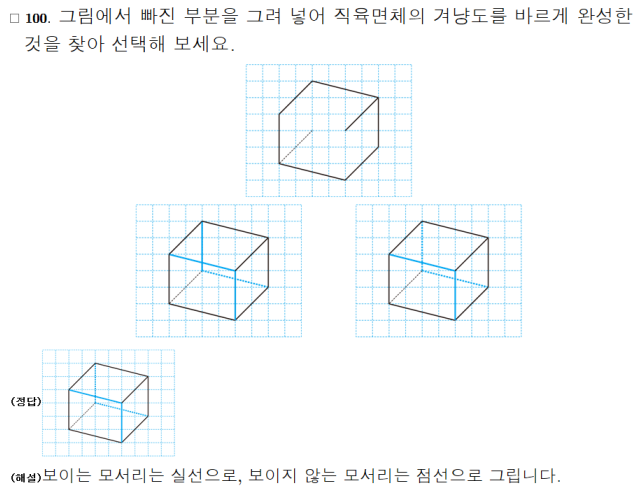 □ 100. 그림에서 빠진 부분을 그려 넣어 직육면체의 겨냥도를 바르게 완성한
것을 찾아 선택해 보세요.
(정답)
(해설)보이는 모서리는 실선으로, 보이지 않는 모서리는 점선으로 그립니다.